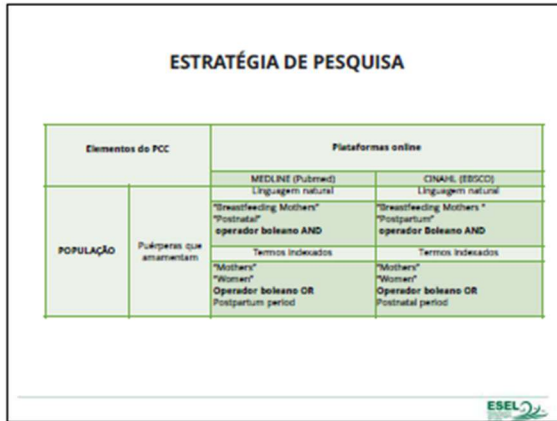 ESTRATÉGIA DE PESQUISA
Elementos do PCC
Plataformas online
MEDLINE (Pubmed)
CINAHL (EBSCO)
Linguagem natural
Linguagem natural
POPULAÇÃO
Puérperas que
amamentam
"Breastfeeding Mothers"
"Postnatal"
operador boleano AND
"Breastfeeding Mothers "
"Postpartum"
operador Boleano AND
Termos Indexados
Termos Indexados
"Mothers"
"Women"
Operador boleano OR
Postpartum period
"Mothers"
"Women"
Operador boleano OR
Postnatal period
ESEL